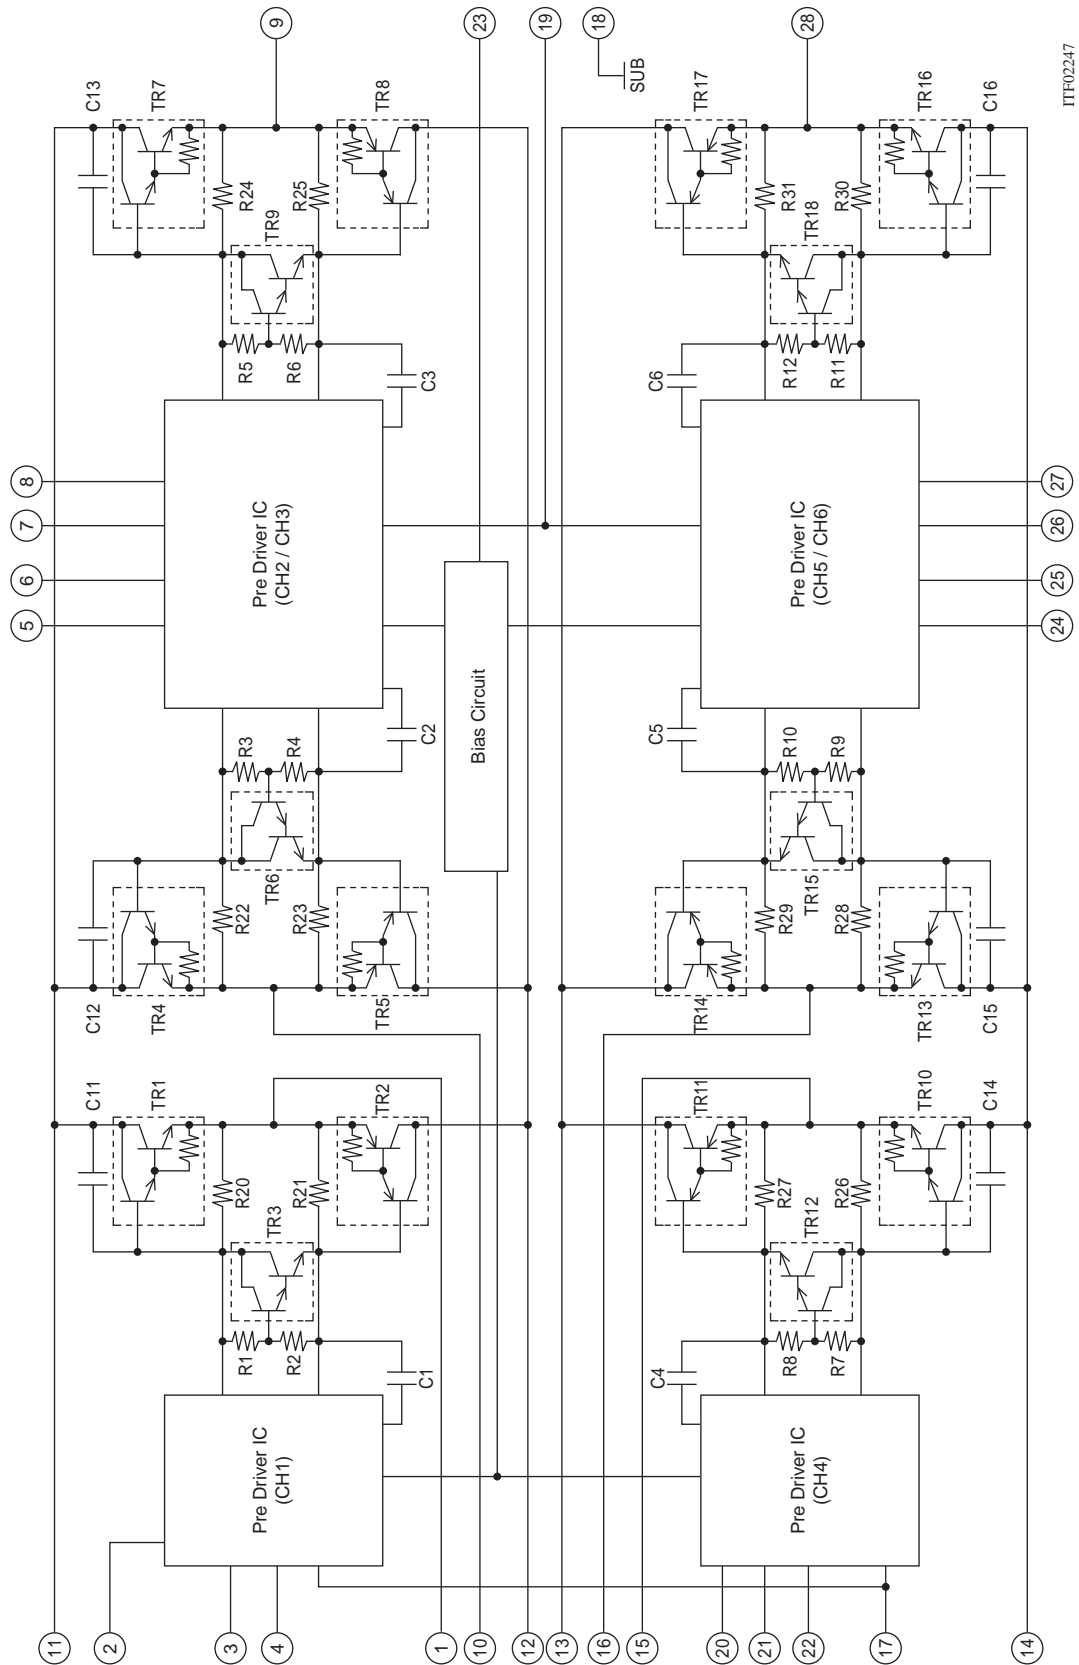 11
2
3
4
1
10
12
13
16
15
20
21
22
17
14
Pre Driver IC
(CH1)
R1
R2
C1
TR3
R20
R21
C11
TR1
TR2
C12
TR4
TR5
R22
R23
TR6
R3
R4
C2
5
6
7
8
Pre Driver IC
(CH2 / CH3)
R5
R6
C3
TR9
R24
R25
C13
TR7
TR8
9
23
19
18
SUB
28
Bias Circuit
Pre Driver IC
(CH4)
C4
R8
R7
TR12
R27
R26
TR11
TR10
C14
TR14
TR13
C15
R29
R28
TR15
R10
R9
C5
Pre Driver IC
(CH5 / CH6)
24
25
26
27
C6
R12
R11
TR18
R31
R30
TR17
TR16
C16
ITF02247